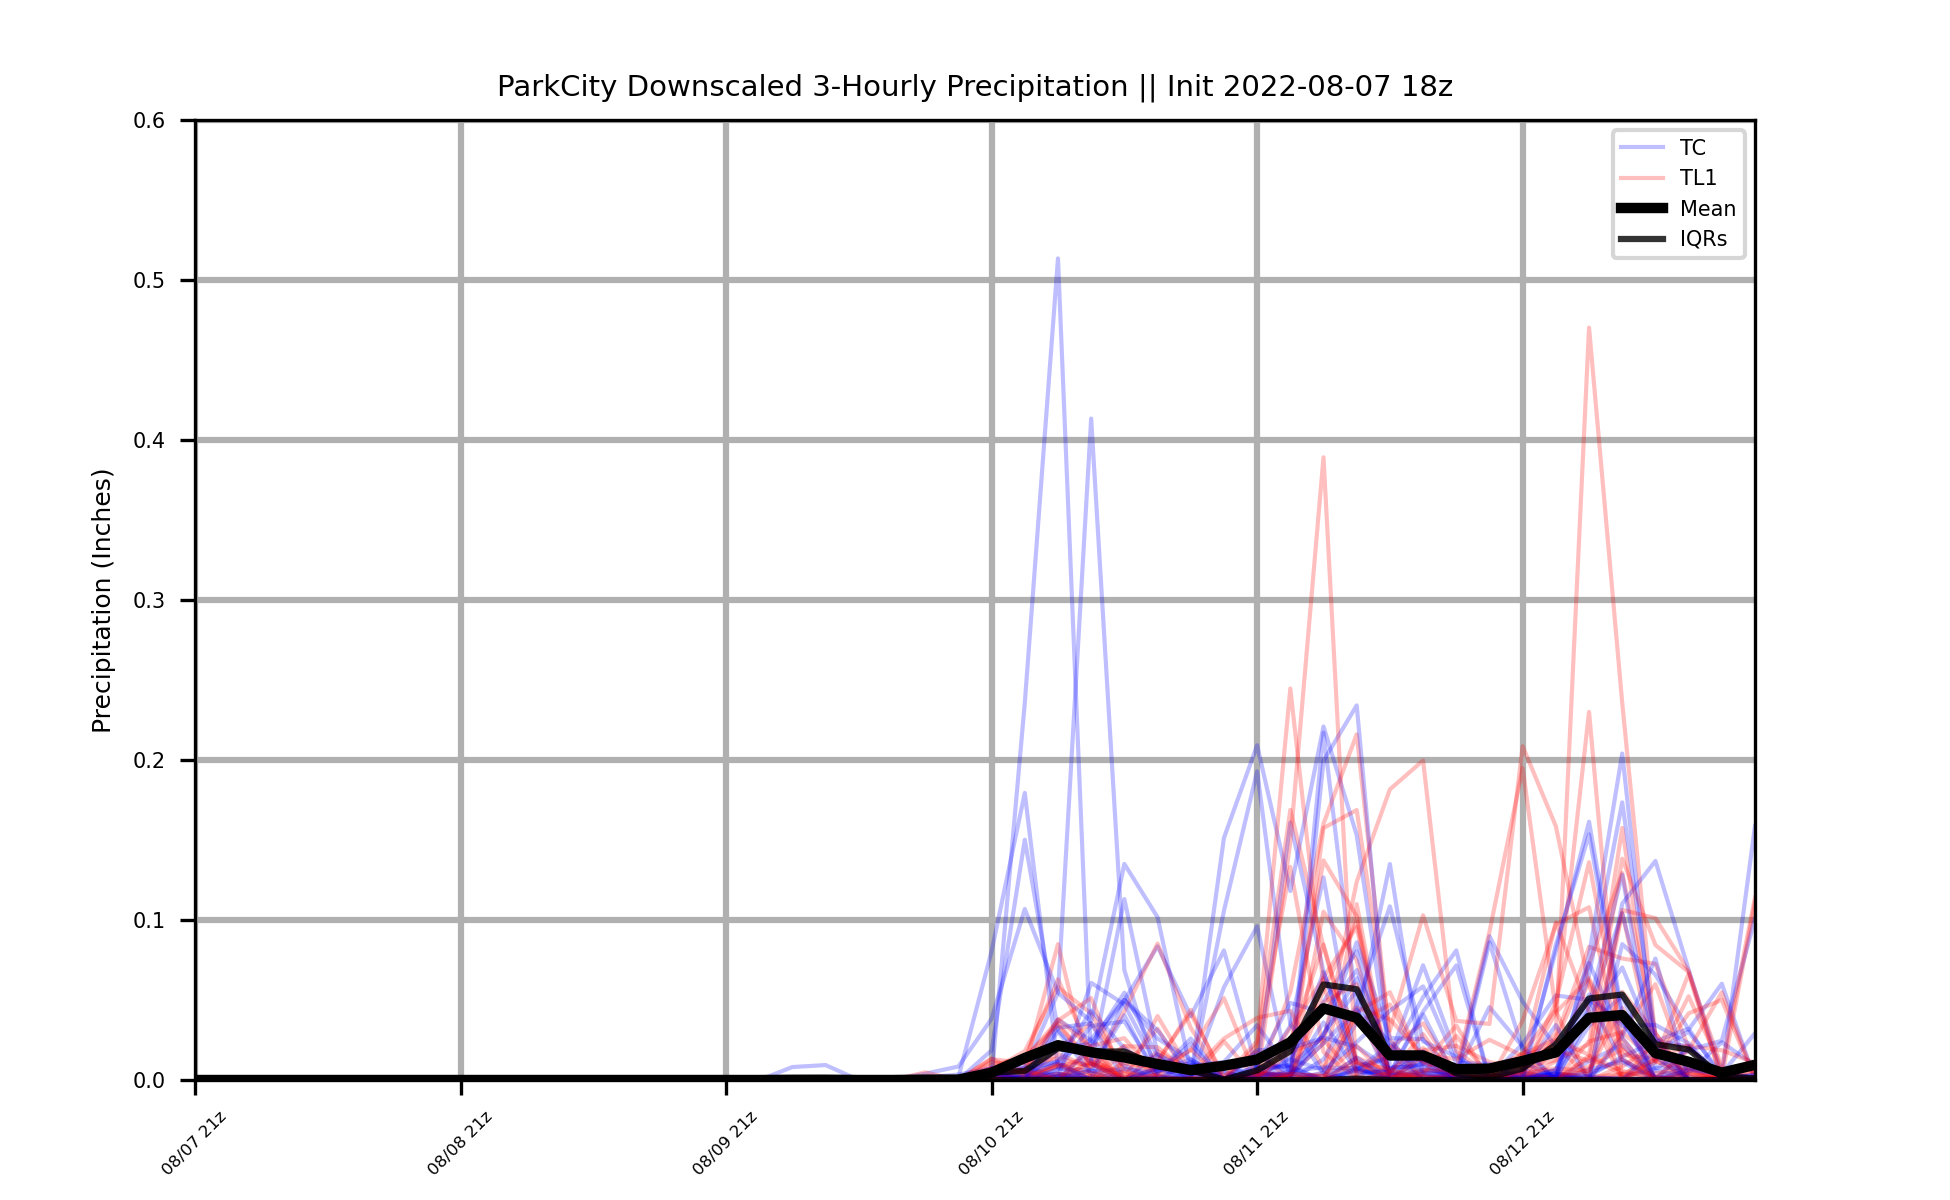 ParkCity Downscaled 3-Hourly Precipitation || Init 2022-08-07 18z
TC
TL1
Mean
IQRs
Precipitation (Inches)
0.6
0.5
0.4
0.3
0.2
0.1
0.0
08/07 21z
08/08 21z
08/09 21z
08/10 21z
08/11 21z
08/12 21z